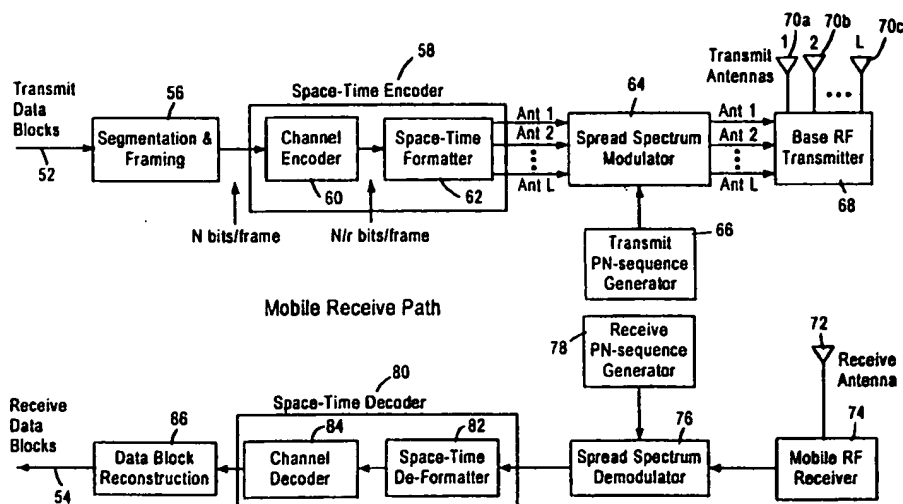 70a
70b
70c
1
2
L
Transmit
Antennas
58
Space-Time Encoder
64
Transmit
Data
Blocks
52
56
Segmentation &
Framing
Channel
Encoder
60
Space-Time
Formatter
62
Ant 1
Ant 2
Ant L
Spread Spectrum
Modulator
Ant 1
Ant 2
Ant L
Base RF
Transmitter
68
N bits/frame
N/r bits/frame
66
Transmit
PN-sequence
Generator
Mobile Receive Path
78
Receive
PN-sequence
Generator
72
Receive
Antenna
80
Space-Time Decoder
Receive
Data
Blocks
54
86
Data Block
Reconstruction
84
Channel
Decoder
82
Space-Time
De-Formatter
76
Spread Spectrum
Demodulator
74
Mobile RF
Receiver